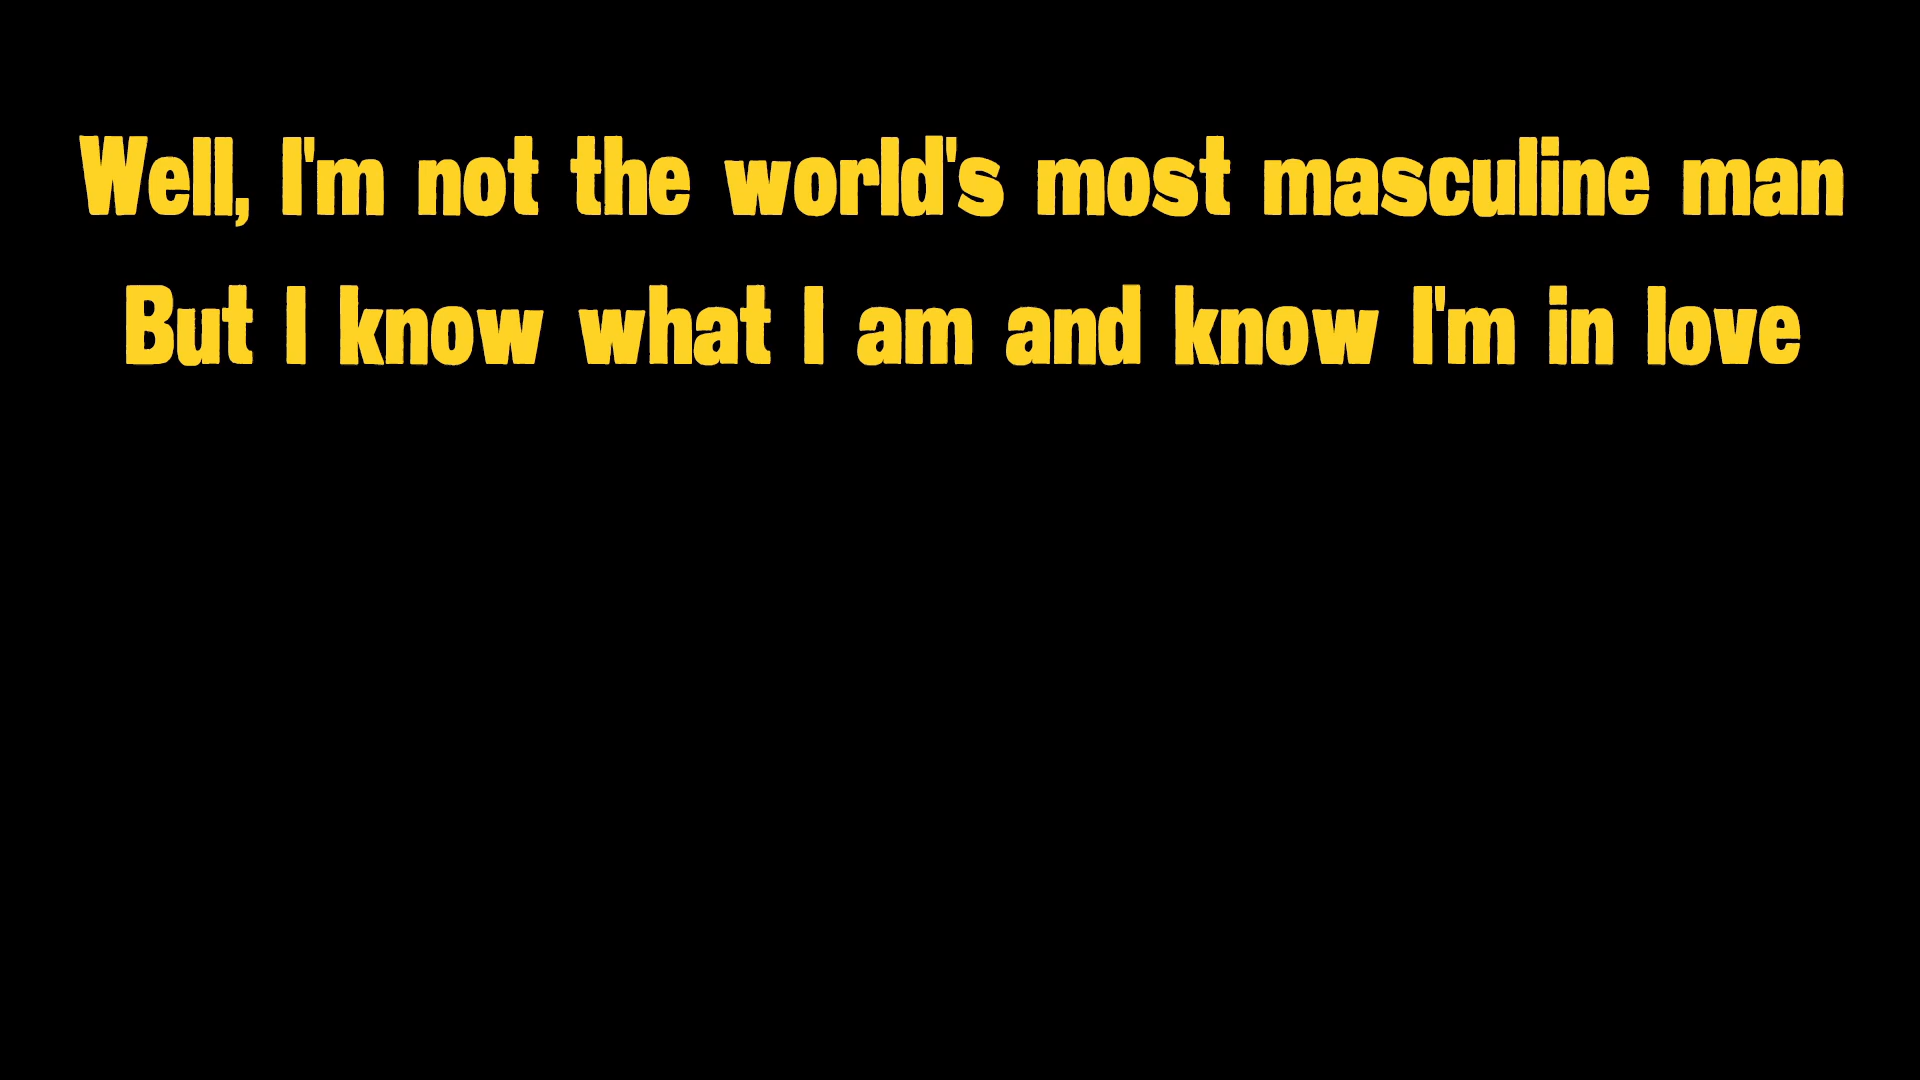 Well, I'm not the world's most masculine man
But I know what I am and know I'm in love